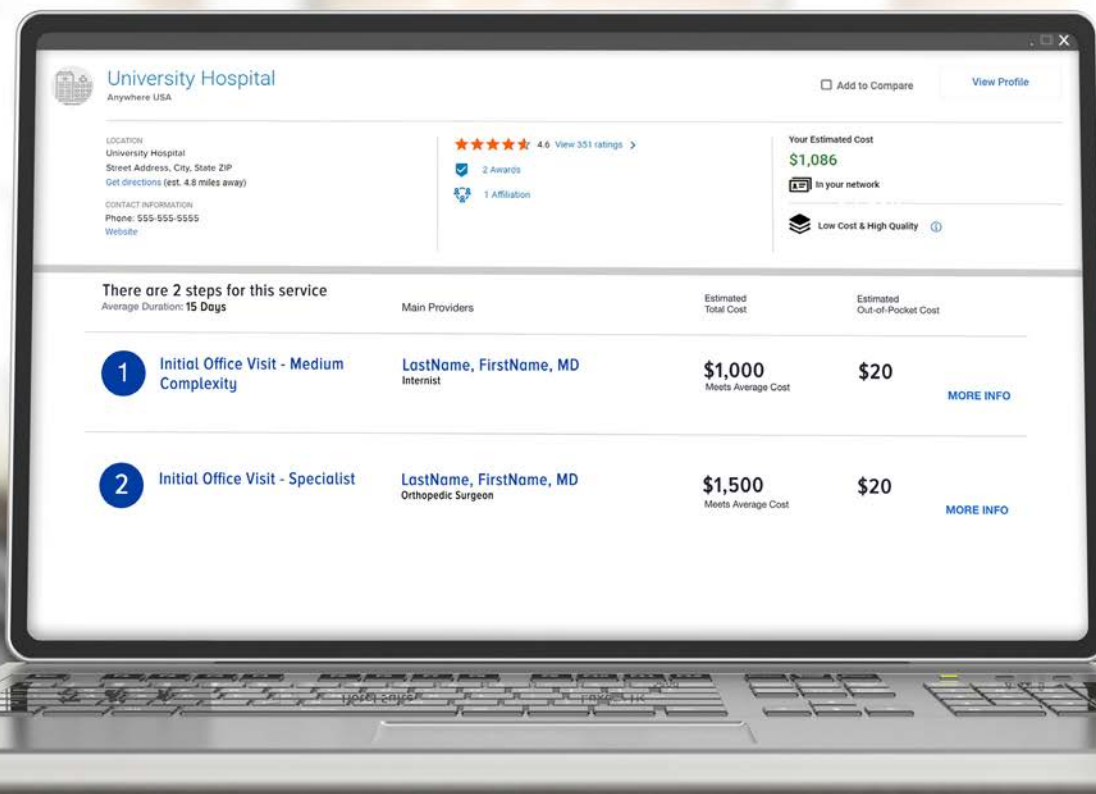 X
University Hospital
Anywhere USA
Add to Compare
View Profile
LOCATION
University Hospital
Street Address, City, State ZIP
Get directions (est. 4.8 miles away)
CONTACT INFORMATION
Phone: 555-555-5555
Website
4.6 View 351 ratings >
2 Awards
1 Affiliation
Your Estimated Cost
$1,086
In your network
Low Cost & High Quality
There are 2 steps for this service
Average Duration: 15 Days
Main Providers
Estimated
Total Cost
Estimated
Out-of-Pocket Cost
1
Initial Office Visit - Medium
Complexity
LastName, FirstName, MD
Internist
$1,000
Meets Average Cost
$20
MORE INFO
2
Initial Office Visit - Specialist
LastName, FirstName, MD
Orthopedic Surgeon
$1,500
Meets Average Cost
$20
MORE INFO